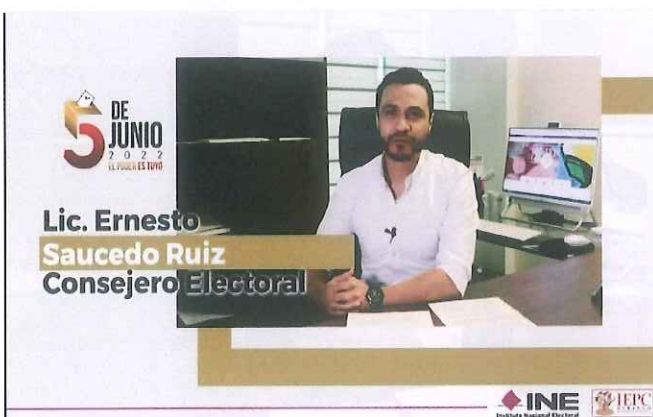 5 DE
JUNIO
2022
EL PODER ES TUYO
Lic. Ernesto
Saucedo Ruiz
Consejero Electoral
INE
Instituto Nacional Electoral
IEPC